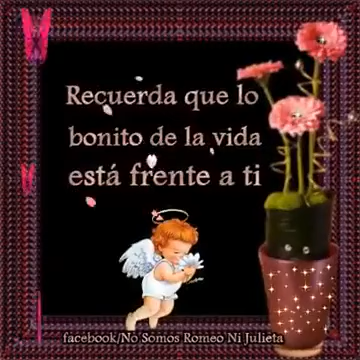 Recuerda que lo
bonito de la vida
está frente a ti
facebook/No Somos Romeo Ni Julieta